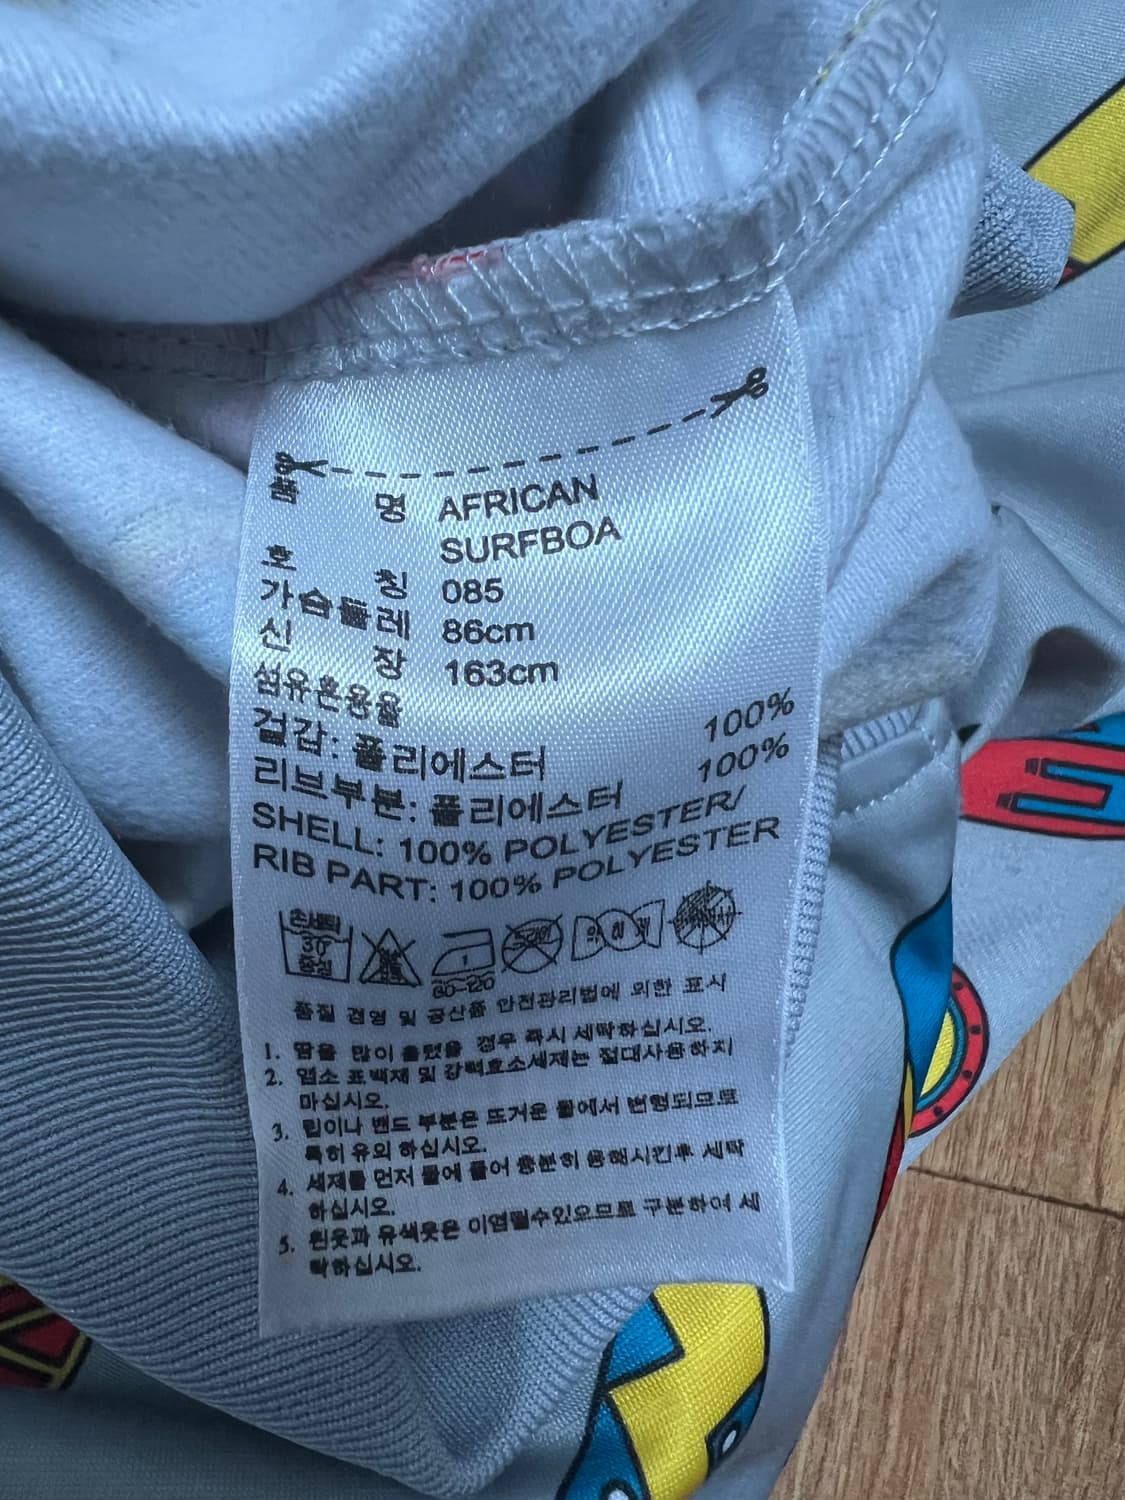 품 명 AFRICAN
SURFBOA
호 칭 085
가슴둘레 86cm
신 장 163cm
섬유혼용율
겉감: 폴리에스터 100%
리브부분: 폴리에스터 100%
SHELL: 100% POLYESTER/
RIB PART: 100% POLYESTER
손세탁
30°
중성
1
80~120
약 하 게
품질 경영 및 공산품 안전관리법에 의한 표시
1. 땀을 많이 흘렸을 경우 즉시 세탁하십시오.
2. 염소 표백제 및 강력효소세제는 절대사용하지
마십시오.
3. 립이나 밴드 부분은 뜨거운 물에서 변형되므로
특히 유의 하십시오.
4. 세제를 먼저 물에 풀어 충분히 용해시킨후 세탁
하십시오.
5. 흰옷과 유색옷은 이염될수있으므로 구분하여 세
탁하십시오.